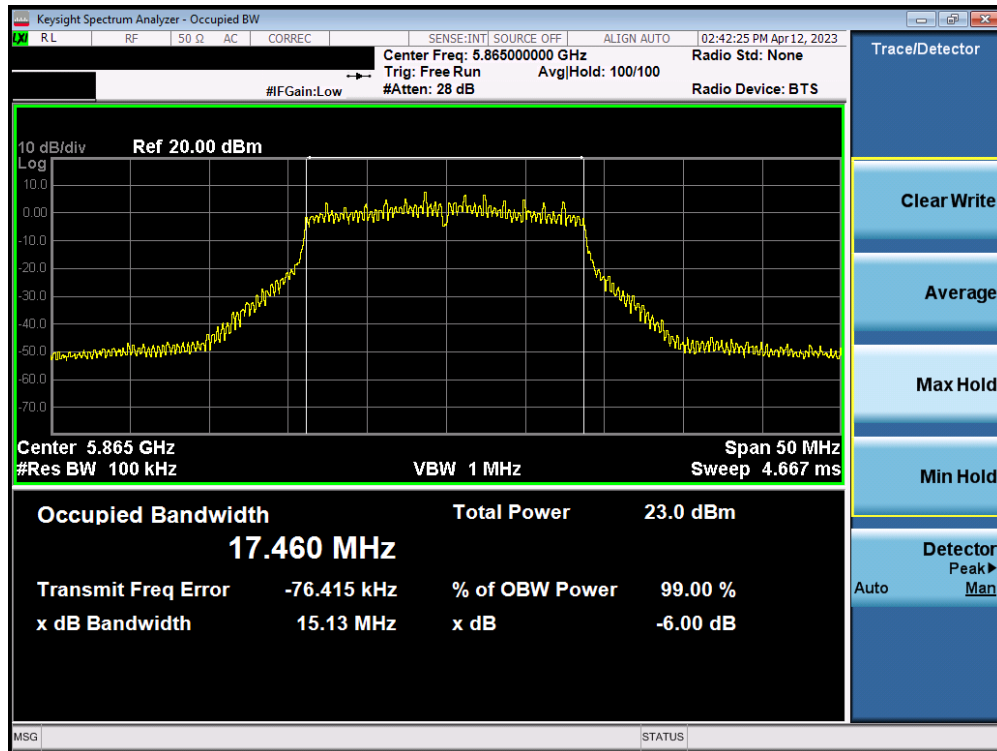 Keysight Spectrum Analyzer - Occupied BW
LXI RL RF 50 Ω AC CORREC SENSE:INT SOURCE OFF ALIGN AUTO 02:42:25 PM Apr 12, 2023
Center Freq: 5.865000000 GHz Radio Std: None
Trig: Free Run Avg|Hold: 100/100
#IFGain:Low #Atten: 28 dB Radio Device: BTS
Trace/Detector
10 dB/div Ref 20.00 dBm
Log
10.0
0.00
-10.0
-20.0
-30.0
-40.0
-50.0
-60.0
-70.0
Center 5.865 GHz Span 50 MHz
#Res BW 100 kHz VBW 1 MHz Sweep 4.667 ms
Occupied Bandwidth Total Power 23.0 dBm
17.460 MHz
Transmit Freq Error -76.415 kHz % of OBW Power 99.00 %
x dB Bandwidth 15.13 MHz x dB -6.00 dB
Clear Write
Average
Max Hold
Min Hold
Detector
Peak▶
Auto Man
MSG STATUS